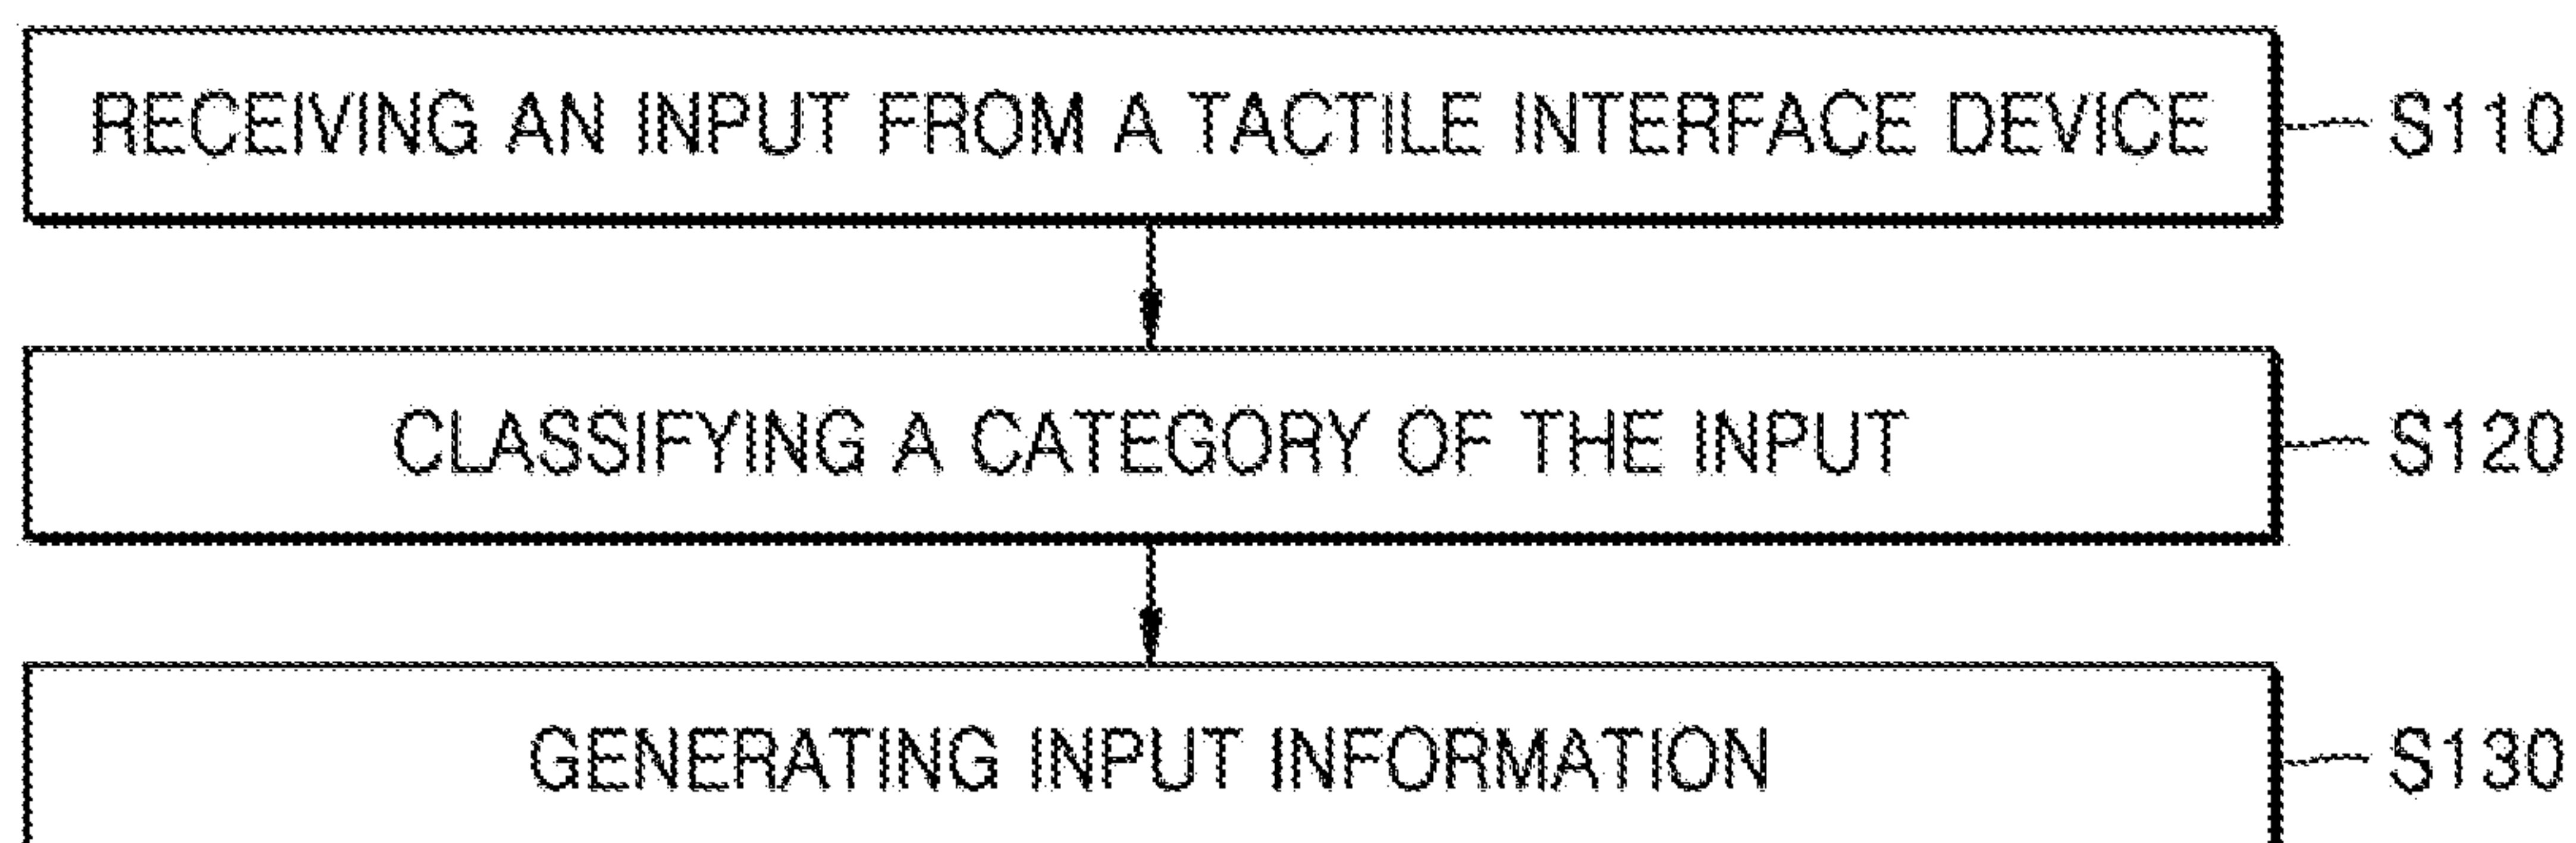 RECEIVING AN INPUT FROM A TACTILE INTERFACE DEVICE S110
CLASSIFYING A CATEGORY OF THE INPUT S120
GENERATING INPUT INFORMATION S130